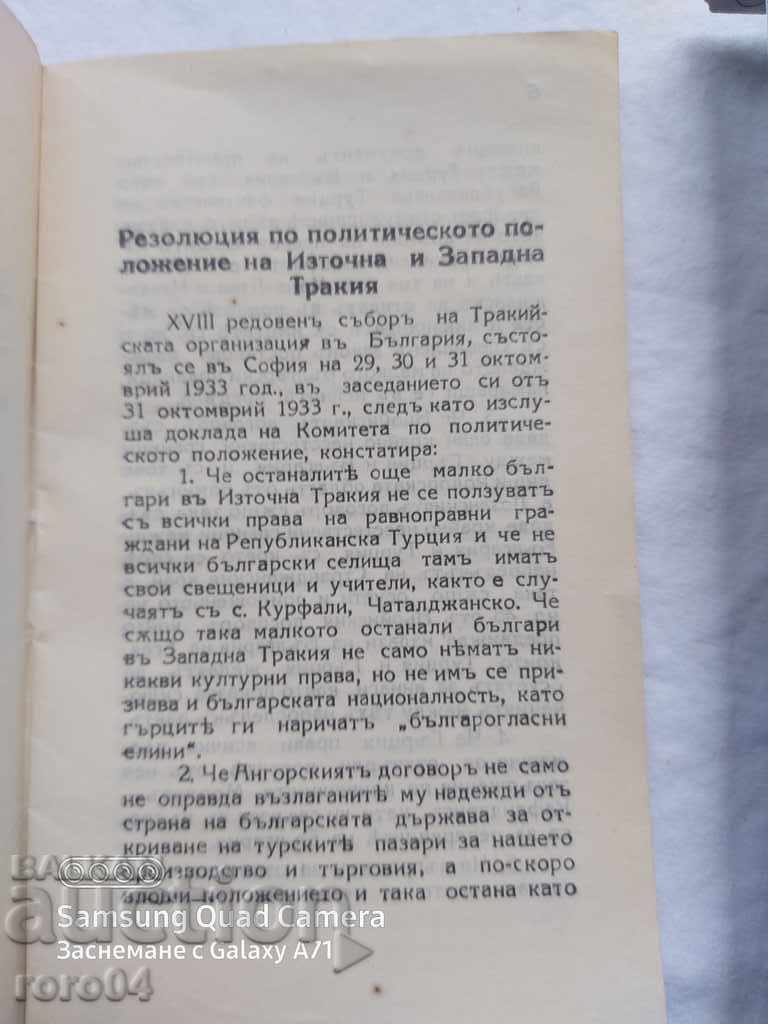 Резолюция по политическото по-
ложение на Източна и Западна
Тракия
XVIII редовенъ съборъ на Тракий-
ската организация въ България, състо-
ялъ се въ София на 29, 30 и 31 октом-
врий 1933 год., въ заседанието си отъ
31 октомврий 1933 г., следъ като изслу-
ша доклада на Комитета по политиче-
ското положение, констатира:
1. Че останалитѣ още малко бъл-
гари въ Източна Тракия не се ползуватъ
съ всички права на равноправни гра-
ждани на Републиканска Турция и че не
всички български селища тамъ иматъ
свои свещеници и учители, както е слу-
чаятъ съ с. Курфали, Чаталджанско. Че
сѫщо така малкото останали българи
въ Западна Тракия не само нѣматъ ни-
какви културни права, но не имъ се при-
знава и българската националность, като
гърцитѣ ги наричатъ „българогласни
елини“.
2. Че Ангорскиятъ договоръ не само
не оправда възлаганитѣ му надежди отъ
страна на българската държава за от-
криване на турскитѣ пазари за нашето
производство и търговия, а по-скоро
злоши положението и така остана като
Samsung Quad Camera
Заснемане с Galaxy A71
БАЛКАН
auction
roro04